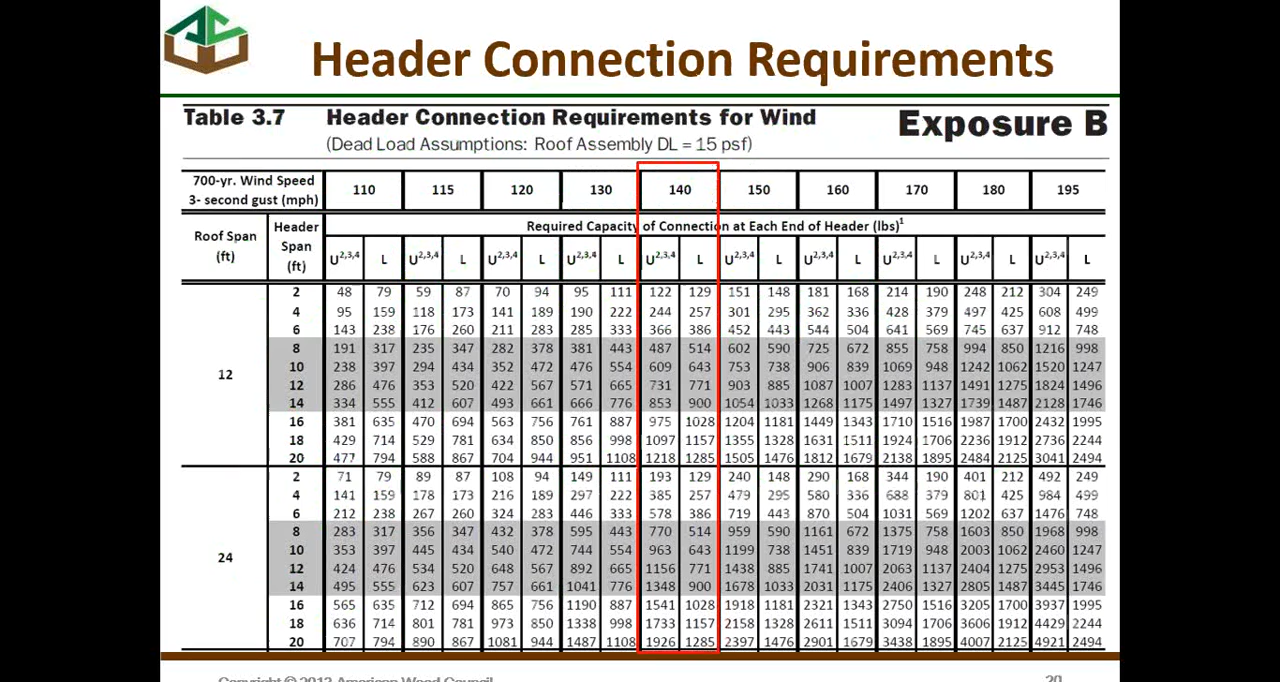 Header Connection Requirements
Table 3.7 Header Connection Requirements for Wind Exposure B
(Dead Load Assumptions: Roof Assembly DL = 15 psf)
700-yr. Wind Speed 3- second gust (mph) 110 115 120 130 140 150 160 170 180 195
Roof Span (ft) Header Span (ft) Required Capacity of Connection at Each End of Header (lbs)1
U2,3,4 L U2,3,4 L U2,3,4 L U2,3,4 L U2,3,4 L U2,3,4 L U2,3,4 L U2,3,4 L U2,3,4 L U2,3,4 L
12
2 48 79 59 87 70 94 95 111 122 129 151 148 181 168 214 190 248 212 304 249
4 95 159 118 173 141 189 190 222 244 257 301 295 362 336 428 379 497 425 608 499
6 143 238 176 260 211 283 285 333 366 386 452 443 544 504 641 569 745 637 912 748
8 191 317 235 347 282 378 381 443 487 514 602 590 725 672 855 758 994 850 1216 998
10 238 397 294 434 352 472 476 554 609 643 753 738 906 839 1069 948 1242 1062 1520 1247
12 286 476 353 520 422 567 571 665 731 771 903 885 1087 1007 1283 1137 1491 1275 1824 1496
14 334 555 412 607 493 661 666 776 853 900 1054 1033 1268 1175 1497 1327 1739 1487 2128 1746
16 381 635 470 694 563 756 761 887 975 1028 1204 1181 1449 1343 1710 1516 1987 1700 2432 1995
18 429 714 529 781 634 850 856 998 1097 1157 1355 1328 1631 1511 1924 1706 2236 1912 2736 2244
20 477 794 588 867 704 944 951 1108 1218 1285 1505 1476 1812 1679 2138 1895 2484 2125 3041 2494
24
2 71 79 89 87 108 94 149 111 193 129 240 148 290 168 344 190 401 212 492 249
4 141 159 178 173 216 189 297 222 385 257 479 295 580 336 688 379 801 425 984 499
6 212 238 267 260 324 283 446 333 578 386 719 443 870 504 1031 569 1202 637 1476 748
8 283 317 356 347 432 378 595 443 770 514 959 590 1161 672 1375 758 1603 850 1968 998
10 353 397 445 434 540 472 744 554 963 643 1199 738 1451 839 1719 948 2003 1062 2460 1247
12 424 476 534 520 648 567 892 665 1156 771 1438 885 1741 1007 2063 1137 2404 1275 2953 1496
14 495 555 623 607 757 661 1041 776 1348 900 1678 1033 2031 1175 2406 1327 2805 1487 3445 1746
16 565 635 712 694 865 756 1190 887 1541 1028 1918 1181 2321 1343 2750 1516 3205 1700 3937 1995
18 636 714 801 781 973 850 1338 998 1733 1157 2158 1328 2611 1511 3094 1706 3606 1912 4429 2244
20 707 794 890 867 1081 944 1487 1108 1926 1285 2397 1476 2901 1679 3438 1895 4007 2125 4921 2494
Copyright © 2013 American Wood Council 20